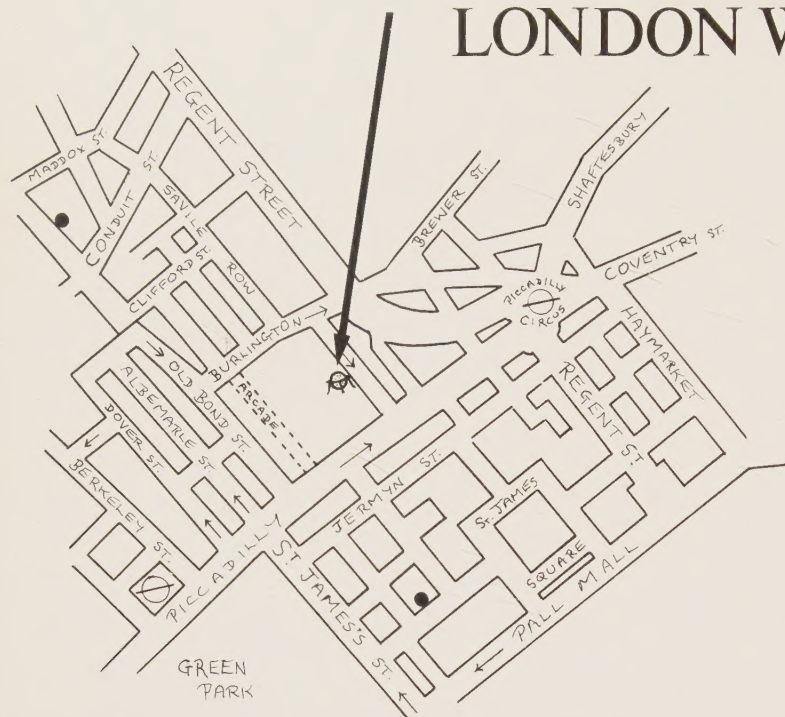 LONDON W
REGENT STREET
MADDOX ST.
CONDUIT ST.
SAVILE ROW
CLIFFORD ST.
BURLINGTON
ARCADE
OLD BOND ST.
ALBEMARLE ST.
DOVER ST.
BERKELEY ST.
PICCADILLY
BREWER ST.
SHAFTESBURY
COVENTRY ST.
PICCADILLY
CIRCUS
HAYMARKET
REGENT ST.
JERMYN ST.
ST. JAMES
SQUARE
ST. JAMES'S ST.
PALL MALL
GREEN
PARK